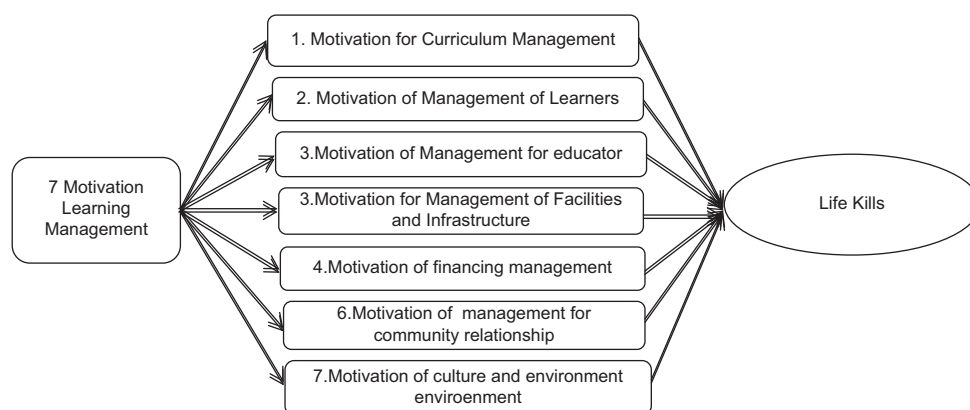 7 Motivation
Learning
Management
1. Motivation for Curriculum Management
2. Motivation of Management of Learners
3.Motivation of Management for educator
3.Motivation for Management of Facilities
and Infrastructure
4.Motivation of financing management
6.Motivation of management for
community relationship
7.Motivation of culture and environment
enviroenment
Life Kills